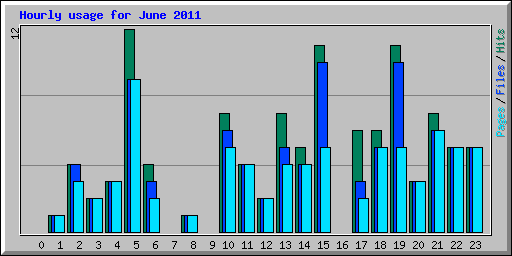 Hourly usage for June 2011
12
Pages / Files / Hits
0 1 2 3 4 5 6 7 8 9 10 11 12 13 14 15 16 17 18 19 20 21 22 23